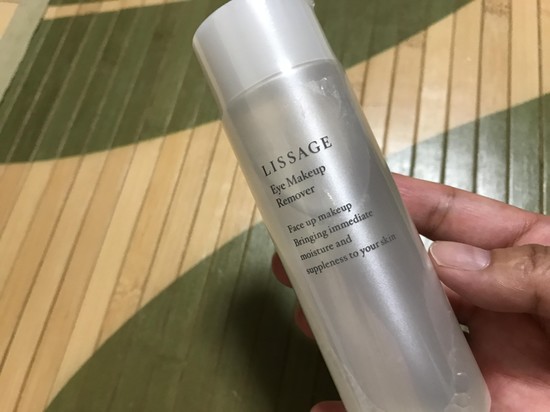 LISSAGE
Eye Makeup
Remover
Face up makeup
Bringing immediate
moisture and
suppleness to your skin